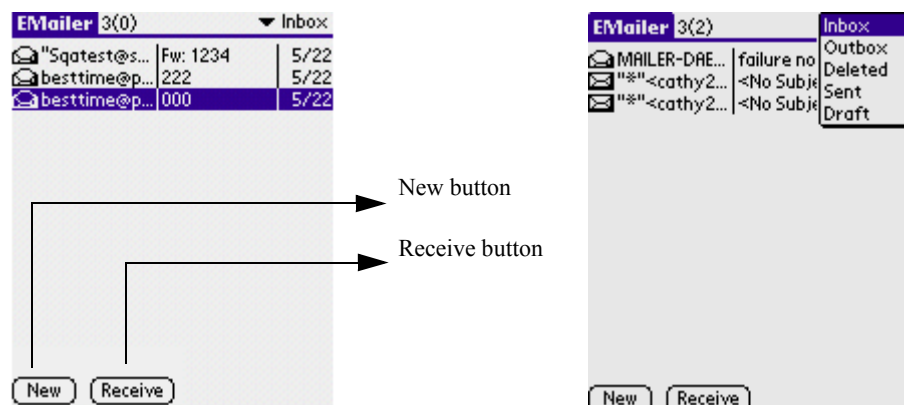 EMailer 3(0) Inbox
"Sqatest@s... Fw: 1234 5/22
besttime@p... 222 5/22
besttime@p... 000 5/22
New Receive
New button
Receive button
EMailer 3(2)
MAILER-DAE... failure no
"*"<cathy2... <No Subje
"*"<cathy2... <No Subje
Inbox
Outbox
Deleted
Sent
Draft
New Receive